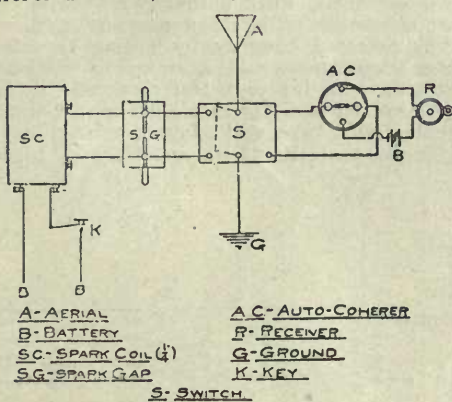 A
A C
R
SC
S G
S
B
K
G
B
B
A-AERIAL
B-BATTERY
SC-SPARK COIL (¼")
SG-SPARK GAP
A C-AUTO-COHERER
R-RECEIVER
G-GROUND
K-KEY
S-SWITCH